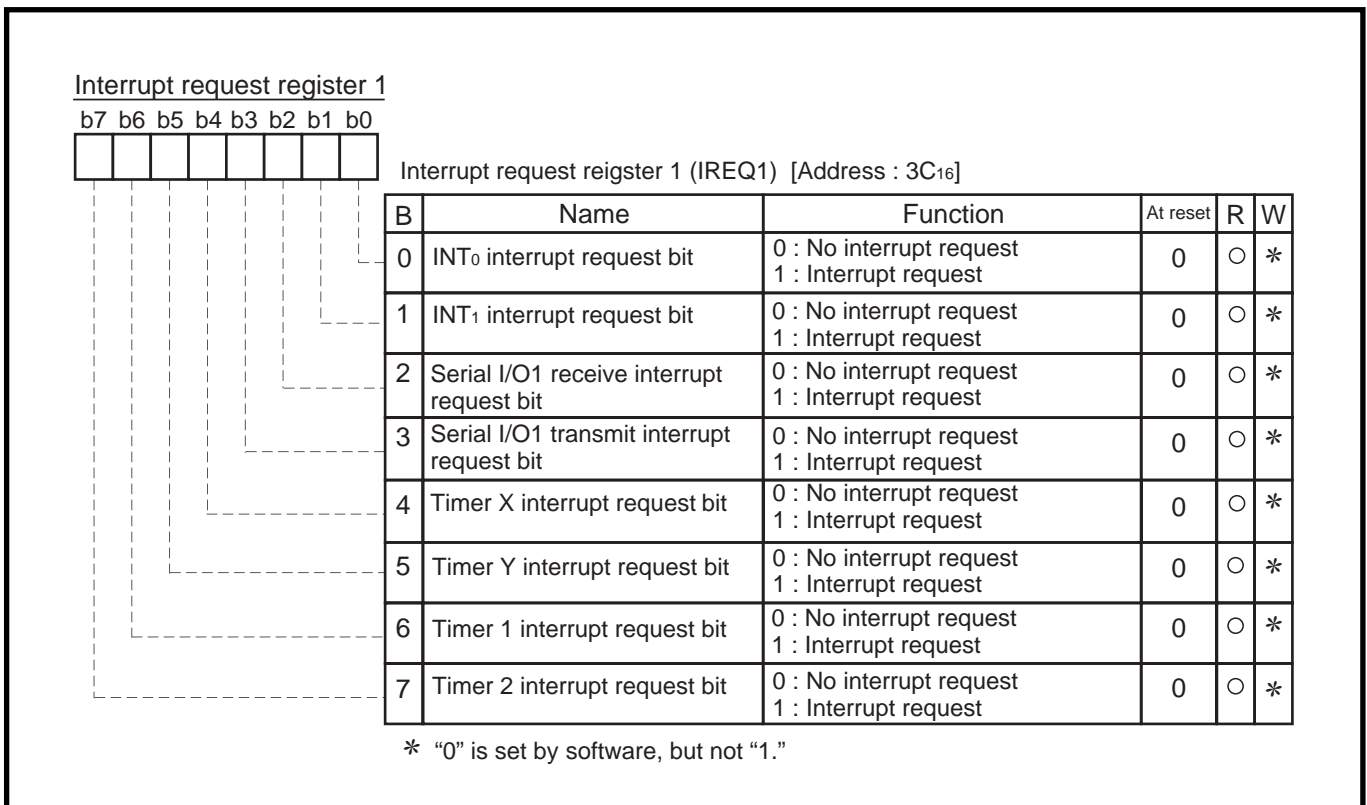 Interrupt request register 1
b7 b6 b5 b4 b3 b2 b1 b0
Interrupt request reigster 1 (IREQ1) [Address : 3C16]
B Name Function At reset R W
0 INT0 interrupt request bit 0 : No interrupt request 0 ○ *
1 : Interrupt request
1 INT1 interrupt request bit 0 : No interrupt request 0 ○ *
1 : Interrupt request
2 Serial I/O1 receive interrupt 0 : No interrupt request 0 ○ *
request bit 1 : Interrupt request
3 Serial I/O1 transmit interrupt 0 : No interrupt request 0 ○ *
request bit 1 : Interrupt request
4 Timer X interrupt request bit 0 : No interrupt request 0 ○ *
1 : Interrupt request
5 Timer Y interrupt request bit 0 : No interrupt request 0 ○ *
1 : Interrupt request
6 Timer 1 interrupt request bit 0 : No interrupt request 0 ○ *
1 : Interrupt request
7 Timer 2 interrupt request bit 0 : No interrupt request 0 ○ *
1 : Interrupt request
* “0” is set by software, but not “1.”